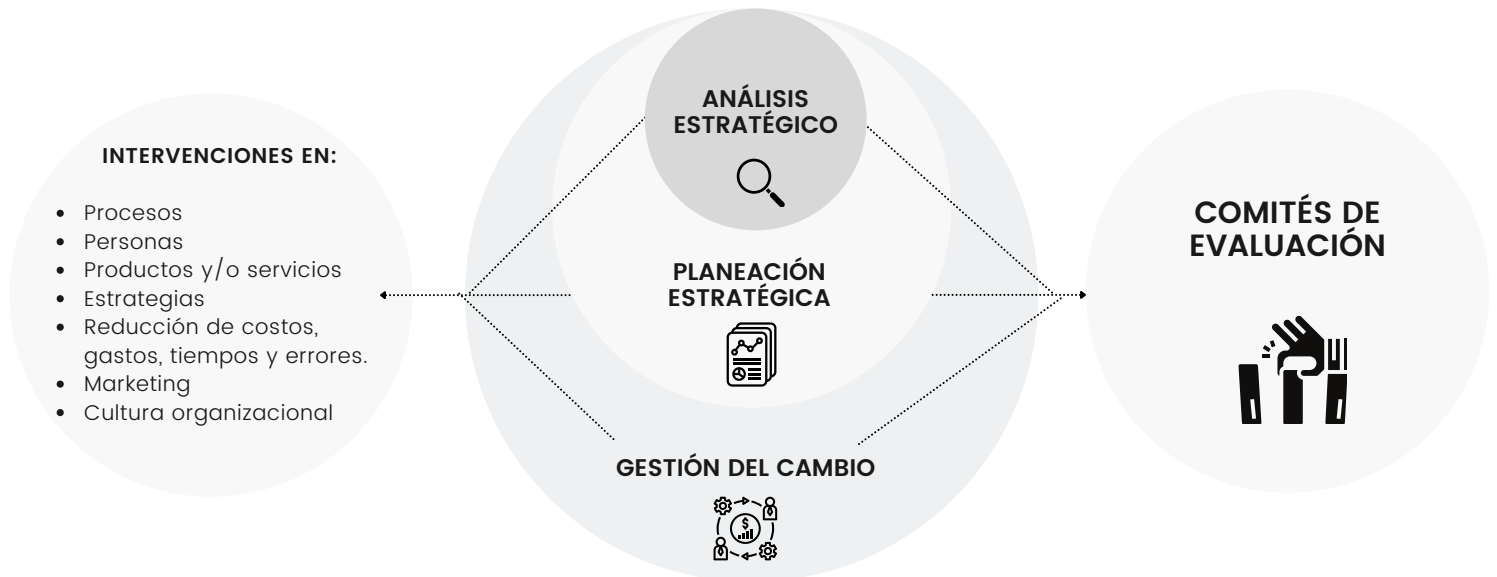 INTERVENCIONES EN:
• Procesos
• Personas
• Productos y/o servicios
• Estrategias
• Reducción de costos,
gastos, tiempos y errores.
• Marketing
• Cultura organizacional
ANÁLISIS
ESTRATÉGICO
PLANEACIÓN
ESTRATÉGICA
GESTIÓN DEL CAMBIO
$
COMITÉS DE
EVALUACIÓN